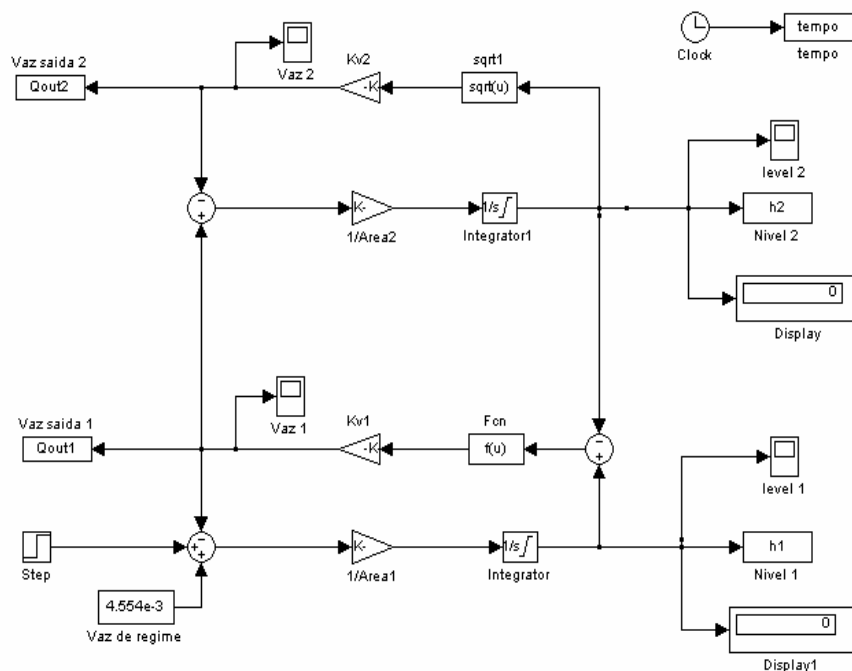 tempo
Clock
tempo
Vaz saida 2
Qout2
Vaz 2
Kv2
-K
sqrt1
sqrt(u)
level 2
K-
1/Area2
1/s
Integrator1
h2
Nivel 2
0
Display
Vaz saida 1
Qout1
Vaz 1
Kv1
-K
Fcn
f(u)
level 1
Step
K-
1/Area1
1/s
Integrator
h1
Nivel 1
4.554e-3
Vaz de regime
0
Display1